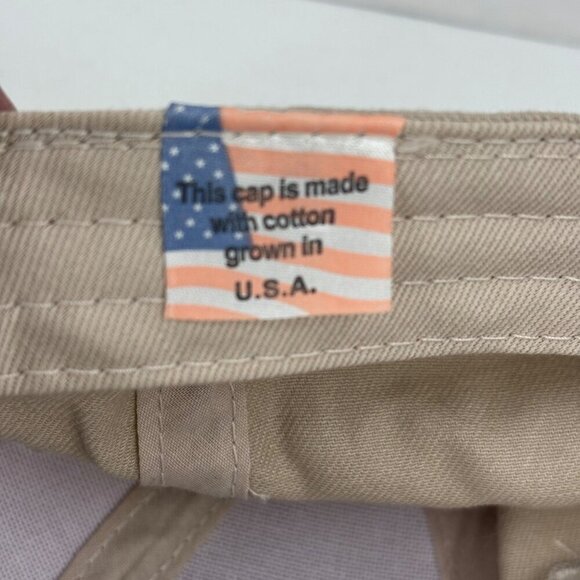 This cap is made
with cotton
grown in
U.S.A.